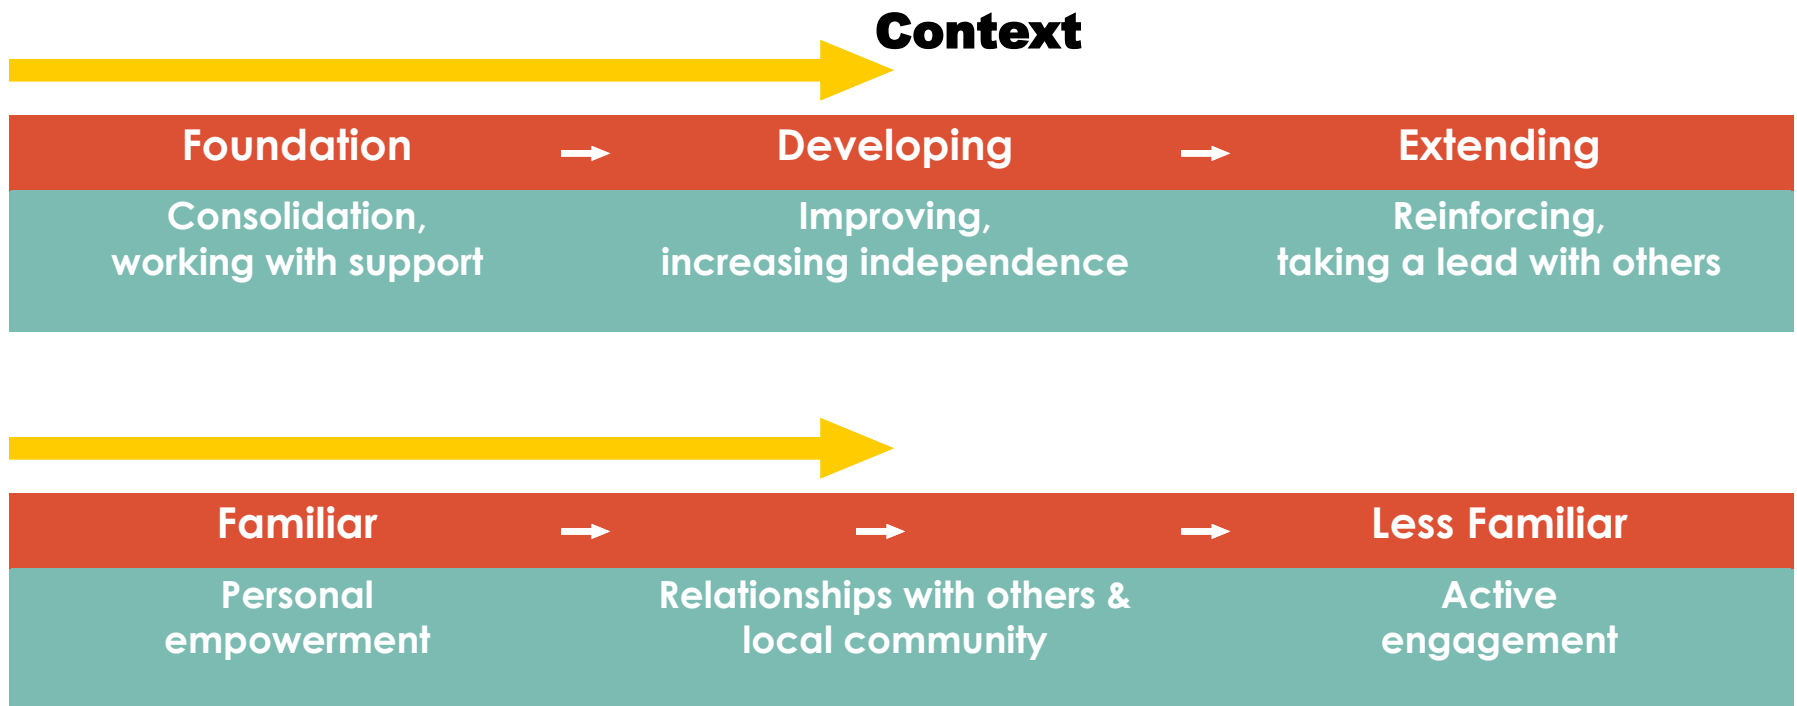 Context
Foundation → Developing → Extending
Consolidation,
working with support
Improving,
increasing independence
Reinforcing,
taking a lead with others
Familiar → → → Less Familiar
Personal
empowerment
Relationships with others &
local community
Active
engagement